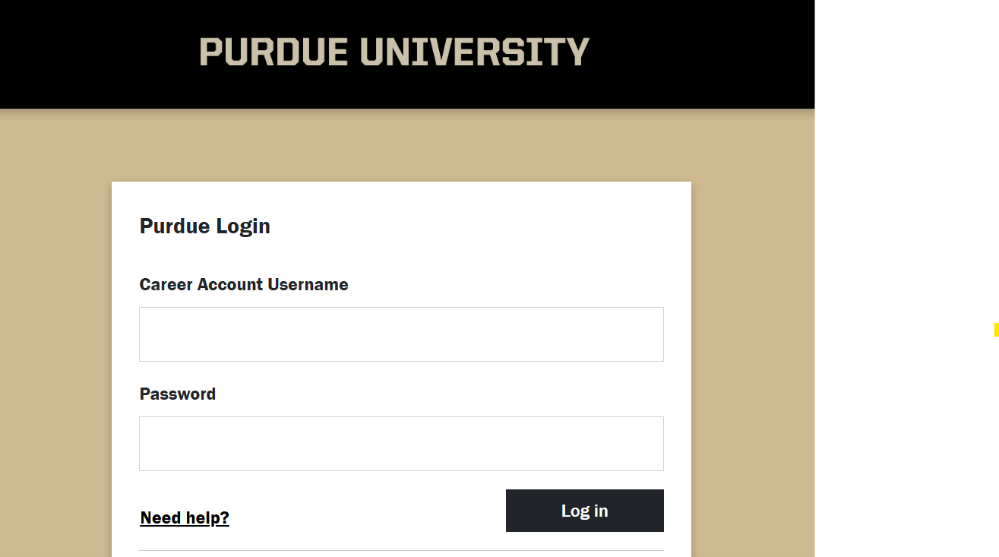 PURDUE UNIVERSITY
Purdue Login
Career Account Username
Password
Need help?
Log in